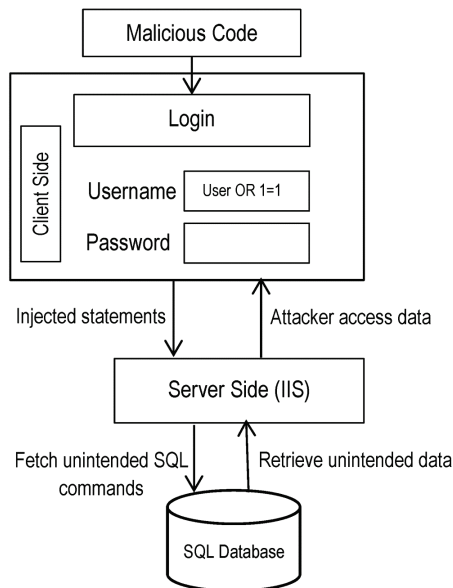 Malicious Code
Login
Client Side
Username
User OR 1=1
Password
Injected statements
Attacker access data
Server Side (IIS)
Fetch unintended SQL
commands
Retrieve unintended data
SQL Database